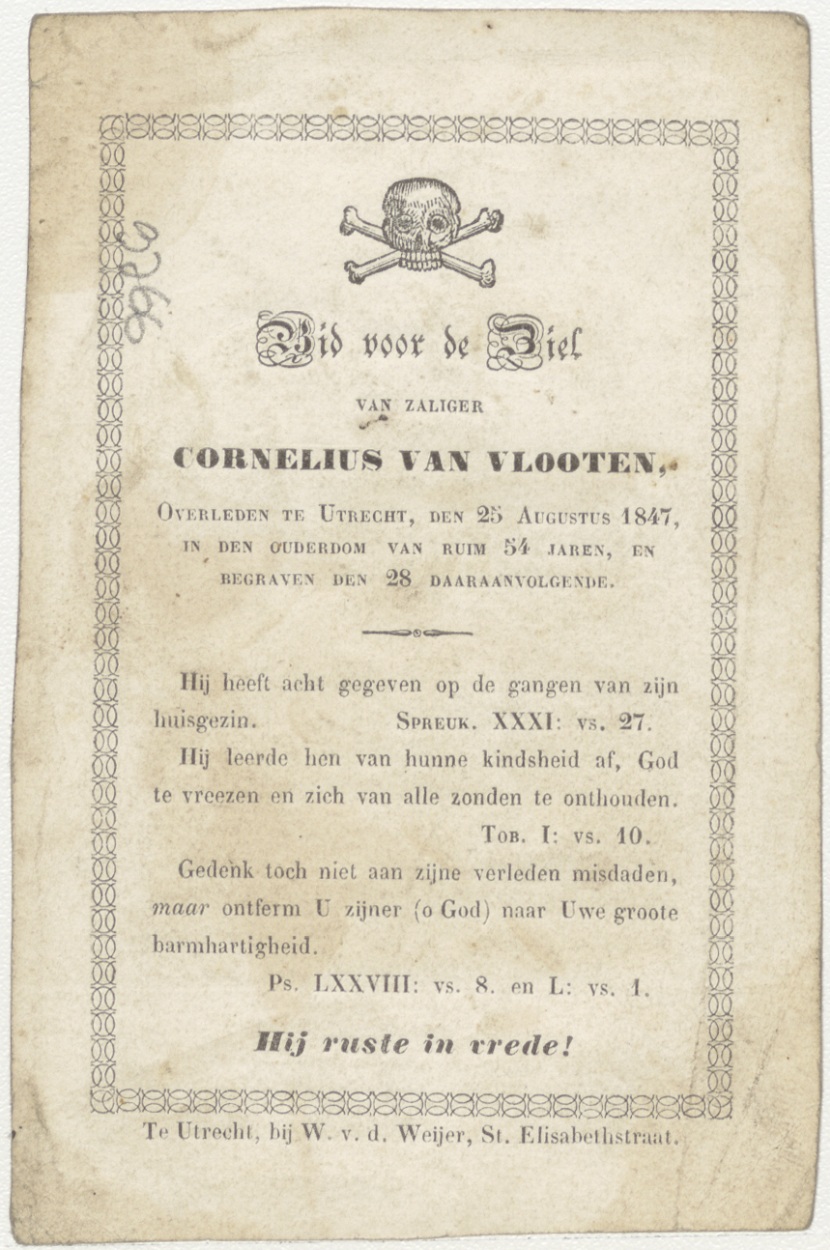 3266
Bid voor de Ziel
VAN ZALIGER
CORNELIUS VAN VLOOTEN,
OVERLEDEN TE UTRECHT, DEN 25 AUGUSTUS 1847,
IN DEN OUDERDOM VAN RUIM 54 JAREN, EN
BEGRAVEN DEN 28 DAARAANVOLGENDE.
Hij heeft acht gegeven op de gangen van zijn
huisgezin. SPREUK. XXXI: vs. 27.
Hij leerde hen van hunne kindsheid af, God
te vreezen en zich van alle zonden te onthouden.
TOB. I: vs. 10.
Gedenk toch niet aan zijne verleden misdaden,
maar ontferm U zijner (o God) naar Uwe groote
barmhartigheid.
Ps. LXXVIII: vs. 8. en L: vs. 1.
Hij ruste in vrede!
Te Utrecht, bij W. v. d. Weijer, St. Elisabethstraat.